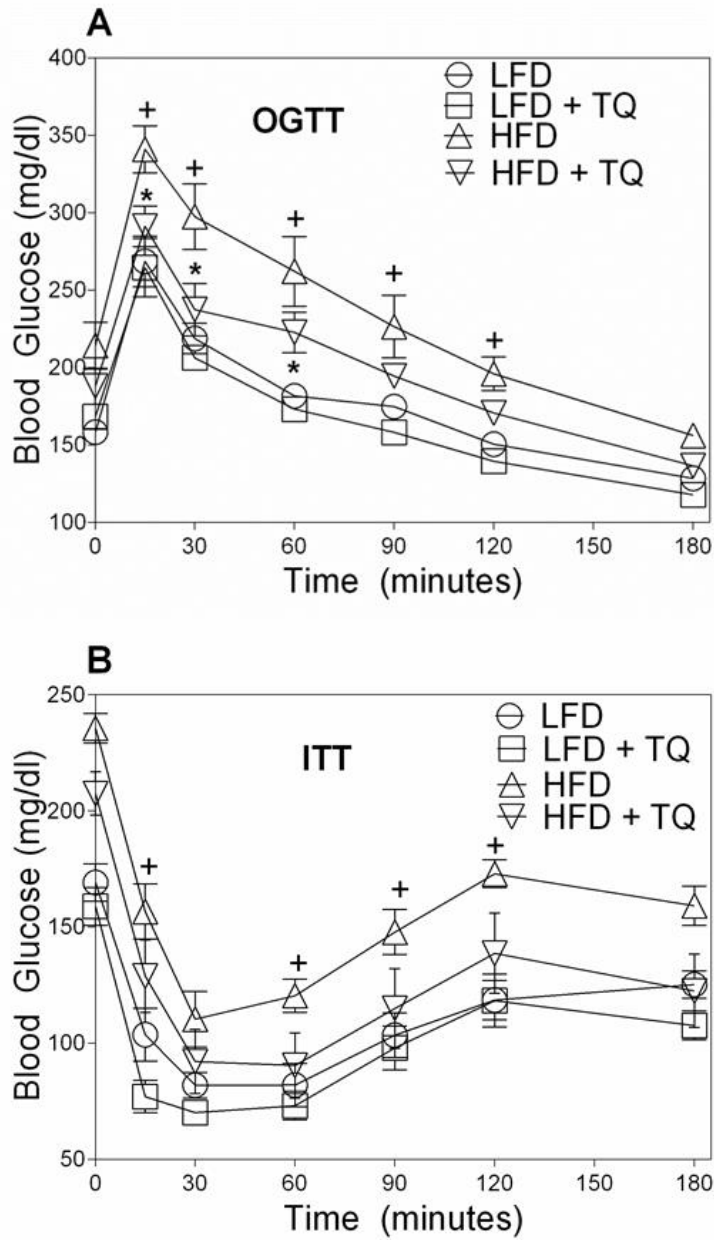 A
OGTT
LFD
LFD + TQ
HFD
HFD + TQ
+
+
+
+
+
*
*
*
400
350
300
250
200
150
100
Blood Glucose (mg/dl)
0 30 60 90 120 150 180
Time (minutes)
B
ITT
LFD
LFD + TQ
HFD
HFD + TQ
+
+
+
+
250
200
150
100
50
Blood Glucose (mg/dl)
0 30 60 90 120 150 180
Time (minutes)